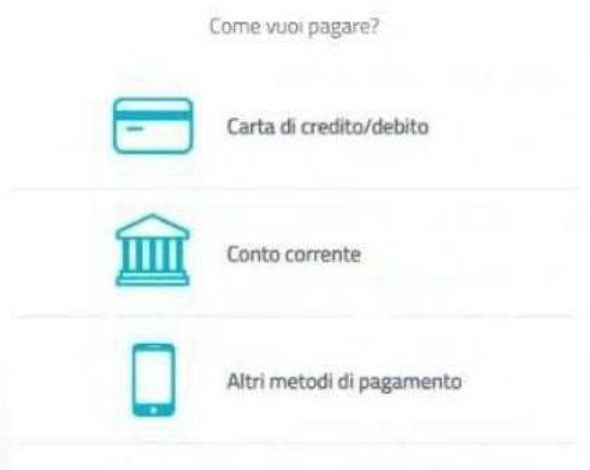 Come vuoi pagare?
Carta di credito/debito
Conto corrente
Altri metodi di pagamento